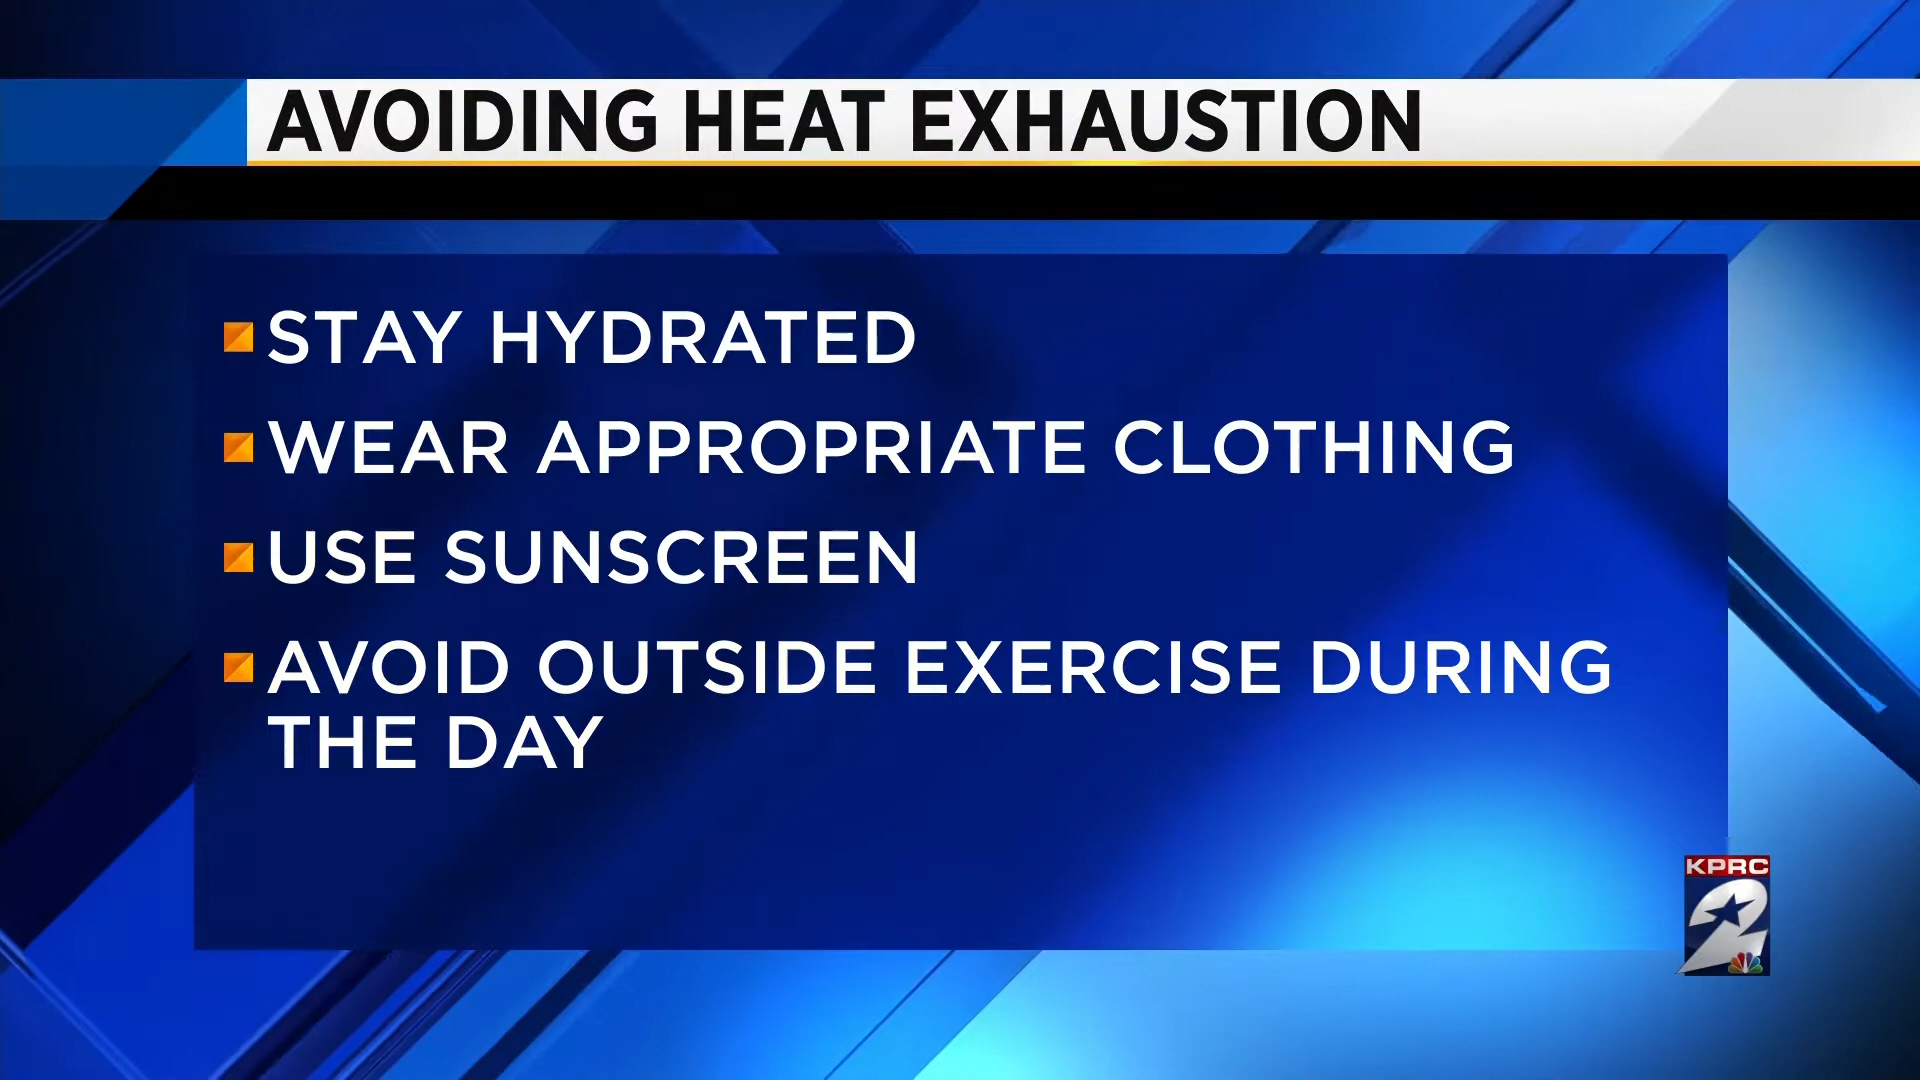 AVOIDING HEAT EXHAUSTION
STAY HYDRATED
WEAR APPROPRIATE CLOTHING
USE SUNSCREEN
AVOID OUTSIDE EXERCISE DURING
THE DAY
KPRC
2